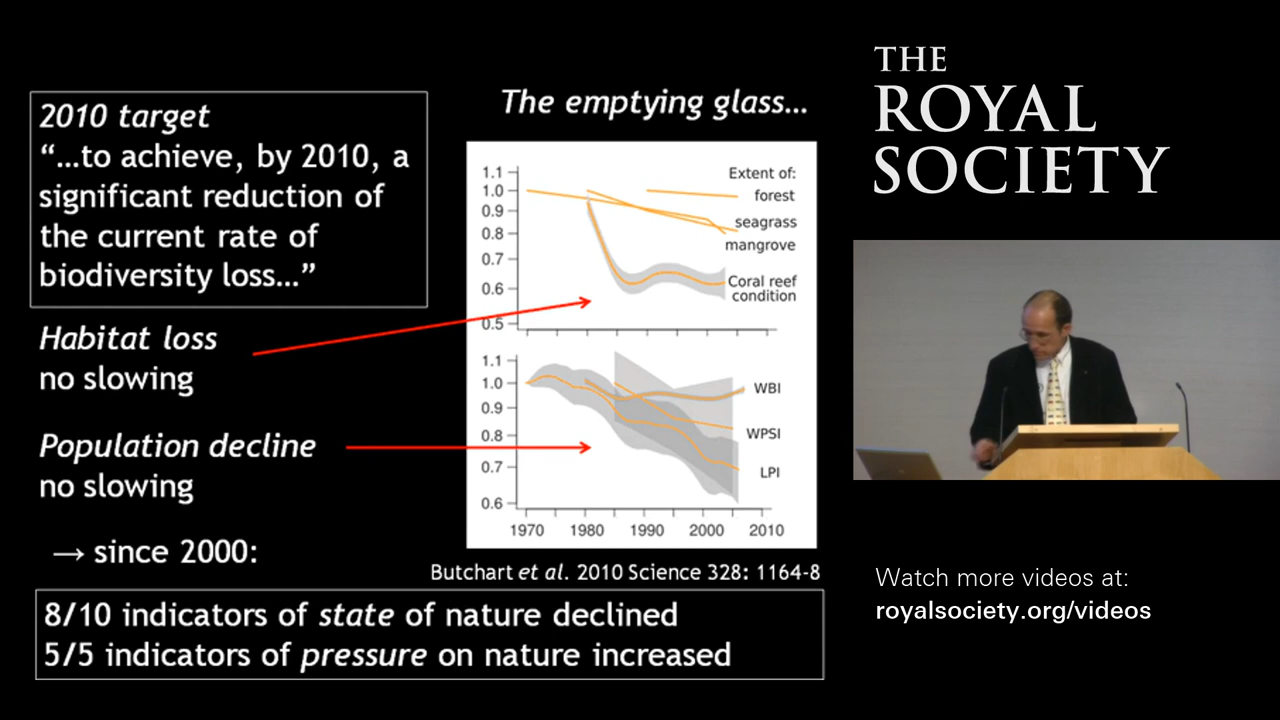 2010 target
“…to achieve, by 2010, a
significant reduction of
the current rate of
biodiversity loss…”
Habitat loss
no slowing
Population decline
no slowing
→ since 2000:
The emptying glass…
1.1
1.0
0.9
0.8
0.7
0.6
0.5
Extent of:
forest
seagrass
mangrove
Coral reef
condition
1.1
1.0
0.9
0.8
0.7
0.6
WBI
WPSI
LPI
1970 1980 1990 2000 2010
Butchart et al. 2010 Science 328: 1164-8
8/10 indicators of state of nature declined
5/5 indicators of pressure on nature increased
THE
ROYAL
SOCIETY
Watch more videos at:
royalsociety.org/videos